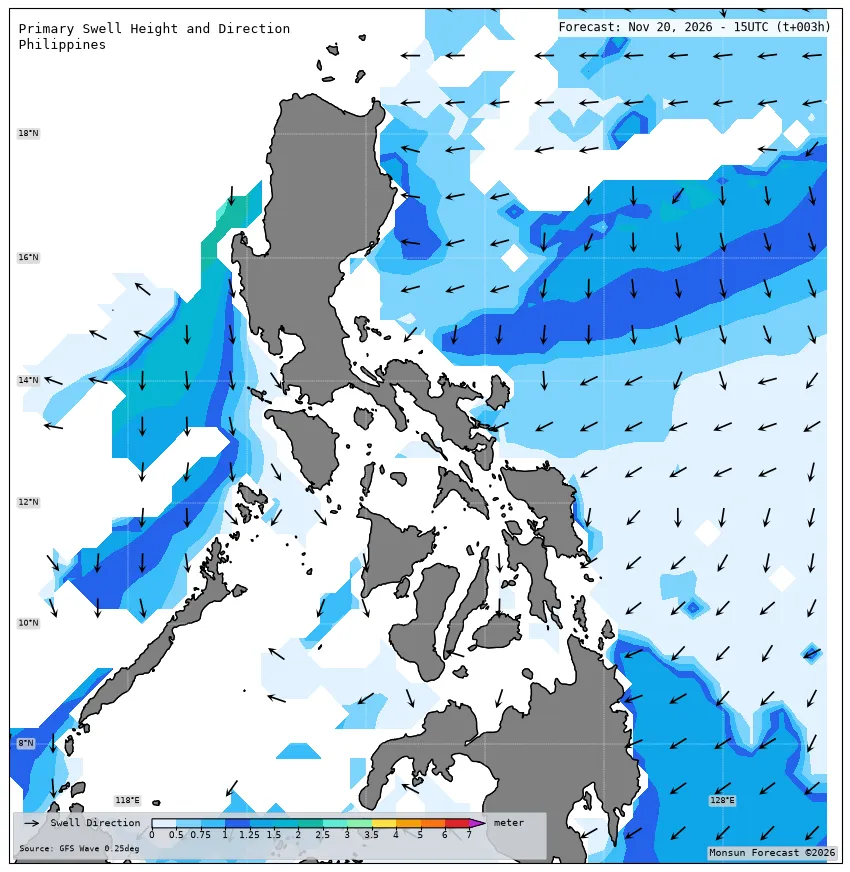 Primary Swell Height and Direction
Philippines
Forecast: Nov 20, 2026 - 15UTC (t+003h)
18°N
16°N
14°N
12°N
10°N
8°N
118°E
128°E
Swell Direction
meter
0 0.5 0.75 1 1.25 1.5 2 2.5 3 3.5 4 5 6 7
Source: GFS Wave 0.25deg
Monsun Forecast ©2026